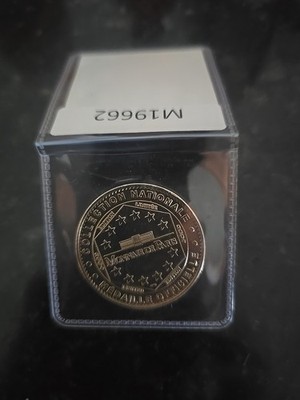 M19662
COLLECTION NATIONALE
MONNAIE DE PARIS
MÉDAILLE OFFICIELLE